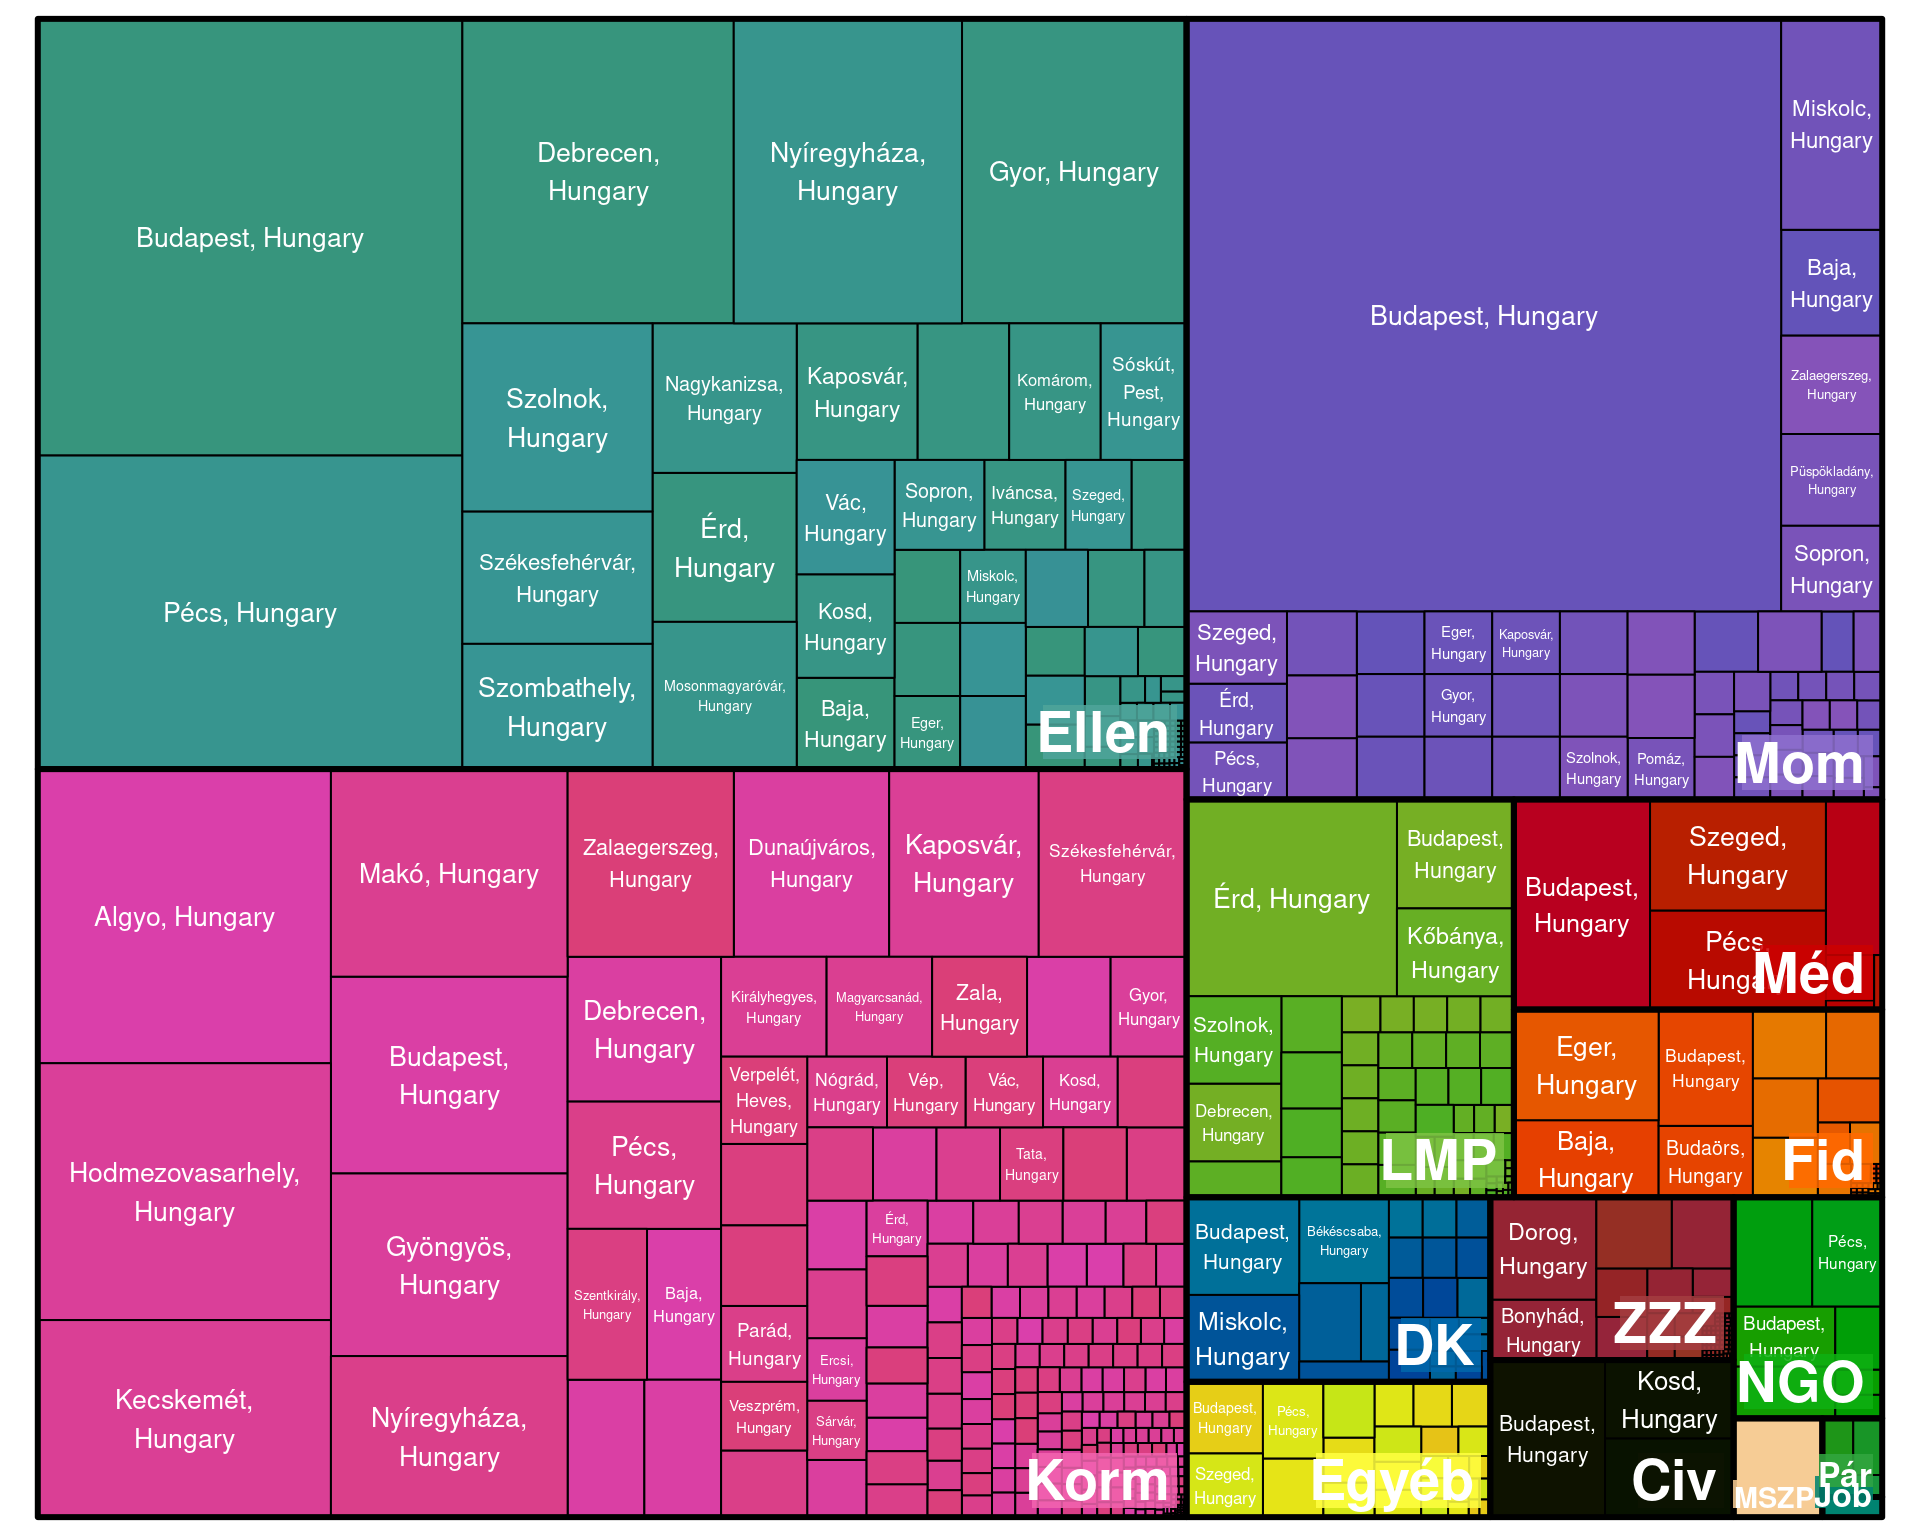 Budapest, Hungary
Debrecen,
Hungary
Nyíregyháza,
Hungary
Gyor, Hungary
Pécs, Hungary
Szolnok,
Hungary
Nagykanizsa,
Hungary
Kaposvár,
Hungary
Komárom,
Hungary
Sóskút,
Pest,
Hungary
Székesfehérvár,
Hungary
Érd,
Hungary
Vác,
Hungary
Sopron,
Hungary
Iváncsa,
Hungary
Szeged,
Hungary
Miskolc,
Hungary
Szombathely,
Hungary
Mosonmagyaróvár,
Hungary
Kosd,
Hungary
Baja,
Hungary
Eger,
Hungary
Ellen
Budapest, Hungary
Miskolc,
Hungary
Baja,
Hungary
Zalaegerszeg,
Hungary
Püspökladány,
Hungary
Sopron,
Hungary
Szeged,
Hungary
Eger,
Hungary
Kaposvár,
Hungary
Érd,
Hungary
Gyor,
Hungary
Pécs,
Hungary
Szolnok,
Hungary
Pomáz,
Hungary
Mom
Algyo, Hungary
Makó, Hungary
Zalaegerszeg,
Hungary
Dunaújváros,
Hungary
Kaposvár,
Hungary
Székesfehérvár,
Hungary
Hodmezovasarhely,
Hungary
Budapest,
Hungary
Debrecen,
Hungary
Királyhegyes,
Hungary
Magyarcsanád,
Hungary
Zala,
Hungary
Gyor,
Hungary
Verpelét,
Heves,
Hungary
Nógrád,
Hungary
Vép,
Hungary
Vác,
Hungary
Kosd,
Hungary
Pécs,
Hungary
Tata,
Hungary
Gyöngyös,
Hungary
Érd,
Hungary
Szentkirály,
Hungary
Baja,
Hungary
Parád,
Hungary
Ercsi,
Hungary
Kecskemét,
Hungary
Nyíregyháza,
Hungary
Veszprém,
Hungary
Sárvár,
Hungary
Korm
Érd, Hungary
Budapest,
Hungary
Kőbánya,
Hungary
Szolnok,
Hungary
Debrecen,
Hungary
LMP
Budapest,
Hungary
Szeged,
Hungary
Pécs,
Hunga
Méd
Eger,
Hungary
Budapest,
Hungary
Baja,
Hungary
Budaörs,
Hungary
Fid
Budapest,
Hungary
Békéscsaba,
Hungary
Miskolc,
Hungary
DK
Dorog,
Hungary
Bonyhád,
Hungary
ZZZ
Pécs,
Hungary
Budapest,
Hungary
NGO
Budapest,
Hungary
Pécs,
Hungary
Szeged,
Hungary
Egyéb
Budapest,
Hungary
Kosd,
Hungary
Civ
Pár
MSZP
Job